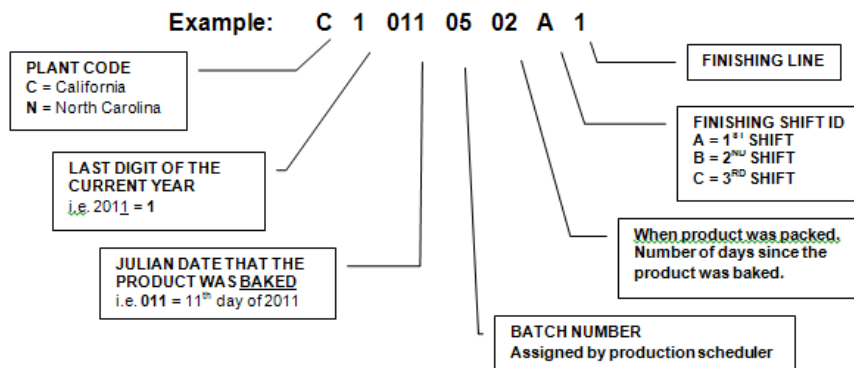 Example: C 1 011 05 02 A 1
PLANT CODE
C = California
N = North Carolina
FINISHING LINE
FINISHING SHIFT ID
A = 1ST SHIFT
B = 2ND SHIFT
C = 3RD SHIFT
LAST DIGIT OF THE
CURRENT YEAR
i.e. 2011 = 1
When product was packed.
Number of days since the
product was baked.
JULIAN DATE THAT THE
PRODUCT WAS BAKED
i.e. 011 = 11th day of 2011
BATCH NUMBER
Assigned by production scheduler